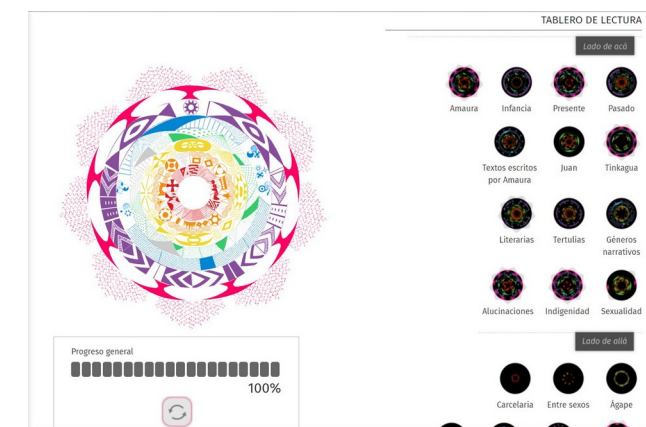 TABLERO DE LECTURA
Lado de acá
Amaura
Infancia
Presente
Pasado
Textos escritos
por Amaura
Juan
Tinkagua
Literarias
Tertulias
Géneros
narrativos
Alucinaciones
Indigenidad
Sexualidad
Lado de allá
Carcelaria
Entre sexos
Ágape
Progreso general
100%